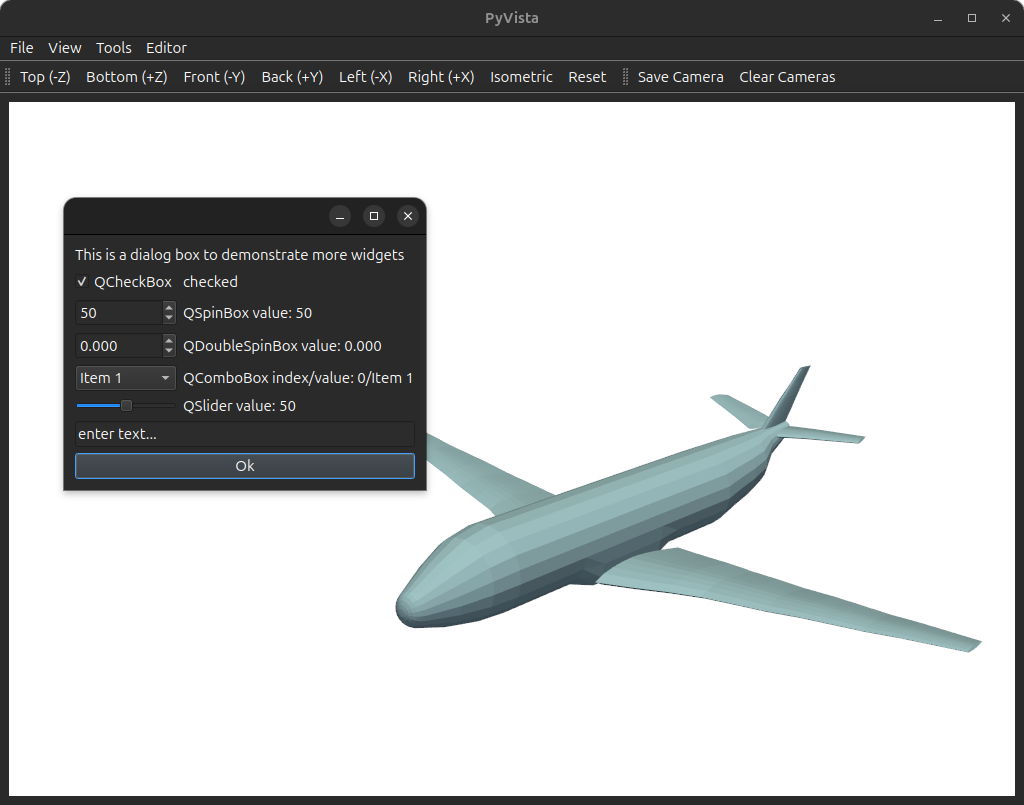 PyVista
File View Tools Editor
Top (-Z) Bottom (+Z) Front (-Y) Back (+Y) Left (-X) Right (+X) Isometric Reset Save Camera Clear Cameras
This is a dialog box to demonstrate more widgets
QCheckBox checked
50 QSpinBox value: 50
0.000 QDoubleSpinBox value: 0.000
Item 1 QComboBox index/value: 0/Item 1
QSlider value: 50
enter text...
Ok